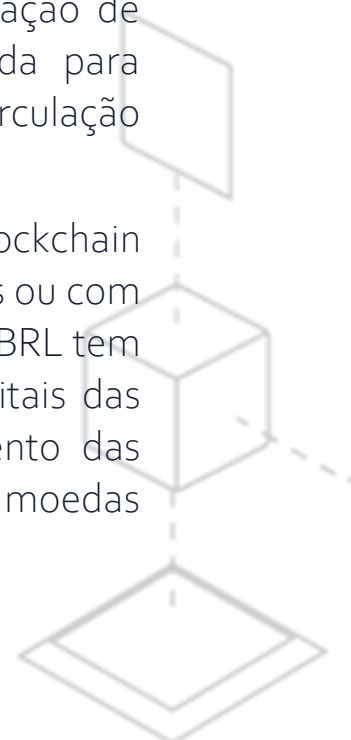 ação de
da para
rculação
ockchain
s ou com
BRL tem
itais das
ento das
moedas